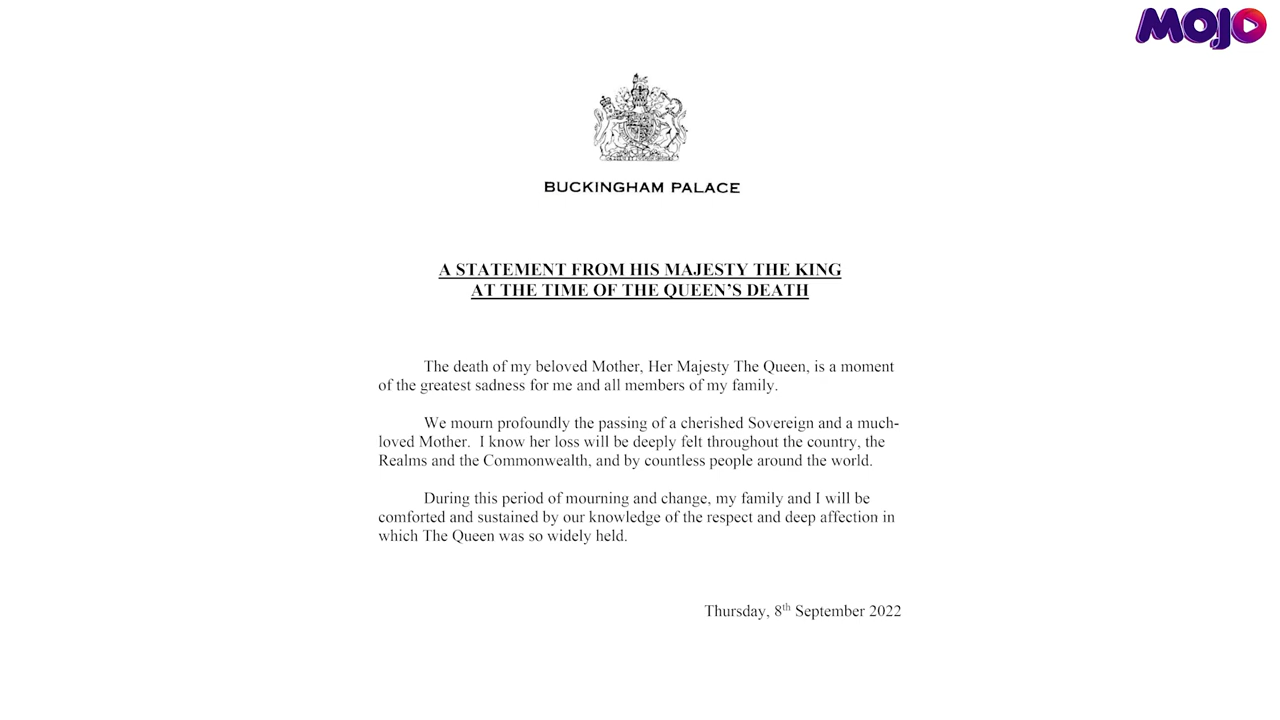 MOJO
BUCKINGHAM PALACE
A STATEMENT FROM HIS MAJESTY THE KING
AT THE TIME OF THE QUEEN'S DEATH
The death of my beloved Mother, Her Majesty The Queen, is a moment
of the greatest sadness for me and all members of my family.
We mourn profoundly the passing of a cherished Sovereign and a much-
loved Mother.  I know her loss will be deeply felt throughout the country, the
Realms and the Commonwealth, and by countless people around the world.
During this period of mourning and change, my family and I will be
comforted and sustained by our knowledge of the respect and deep affection in
which The Queen was so widely held.
Thursday, 8th September 2022